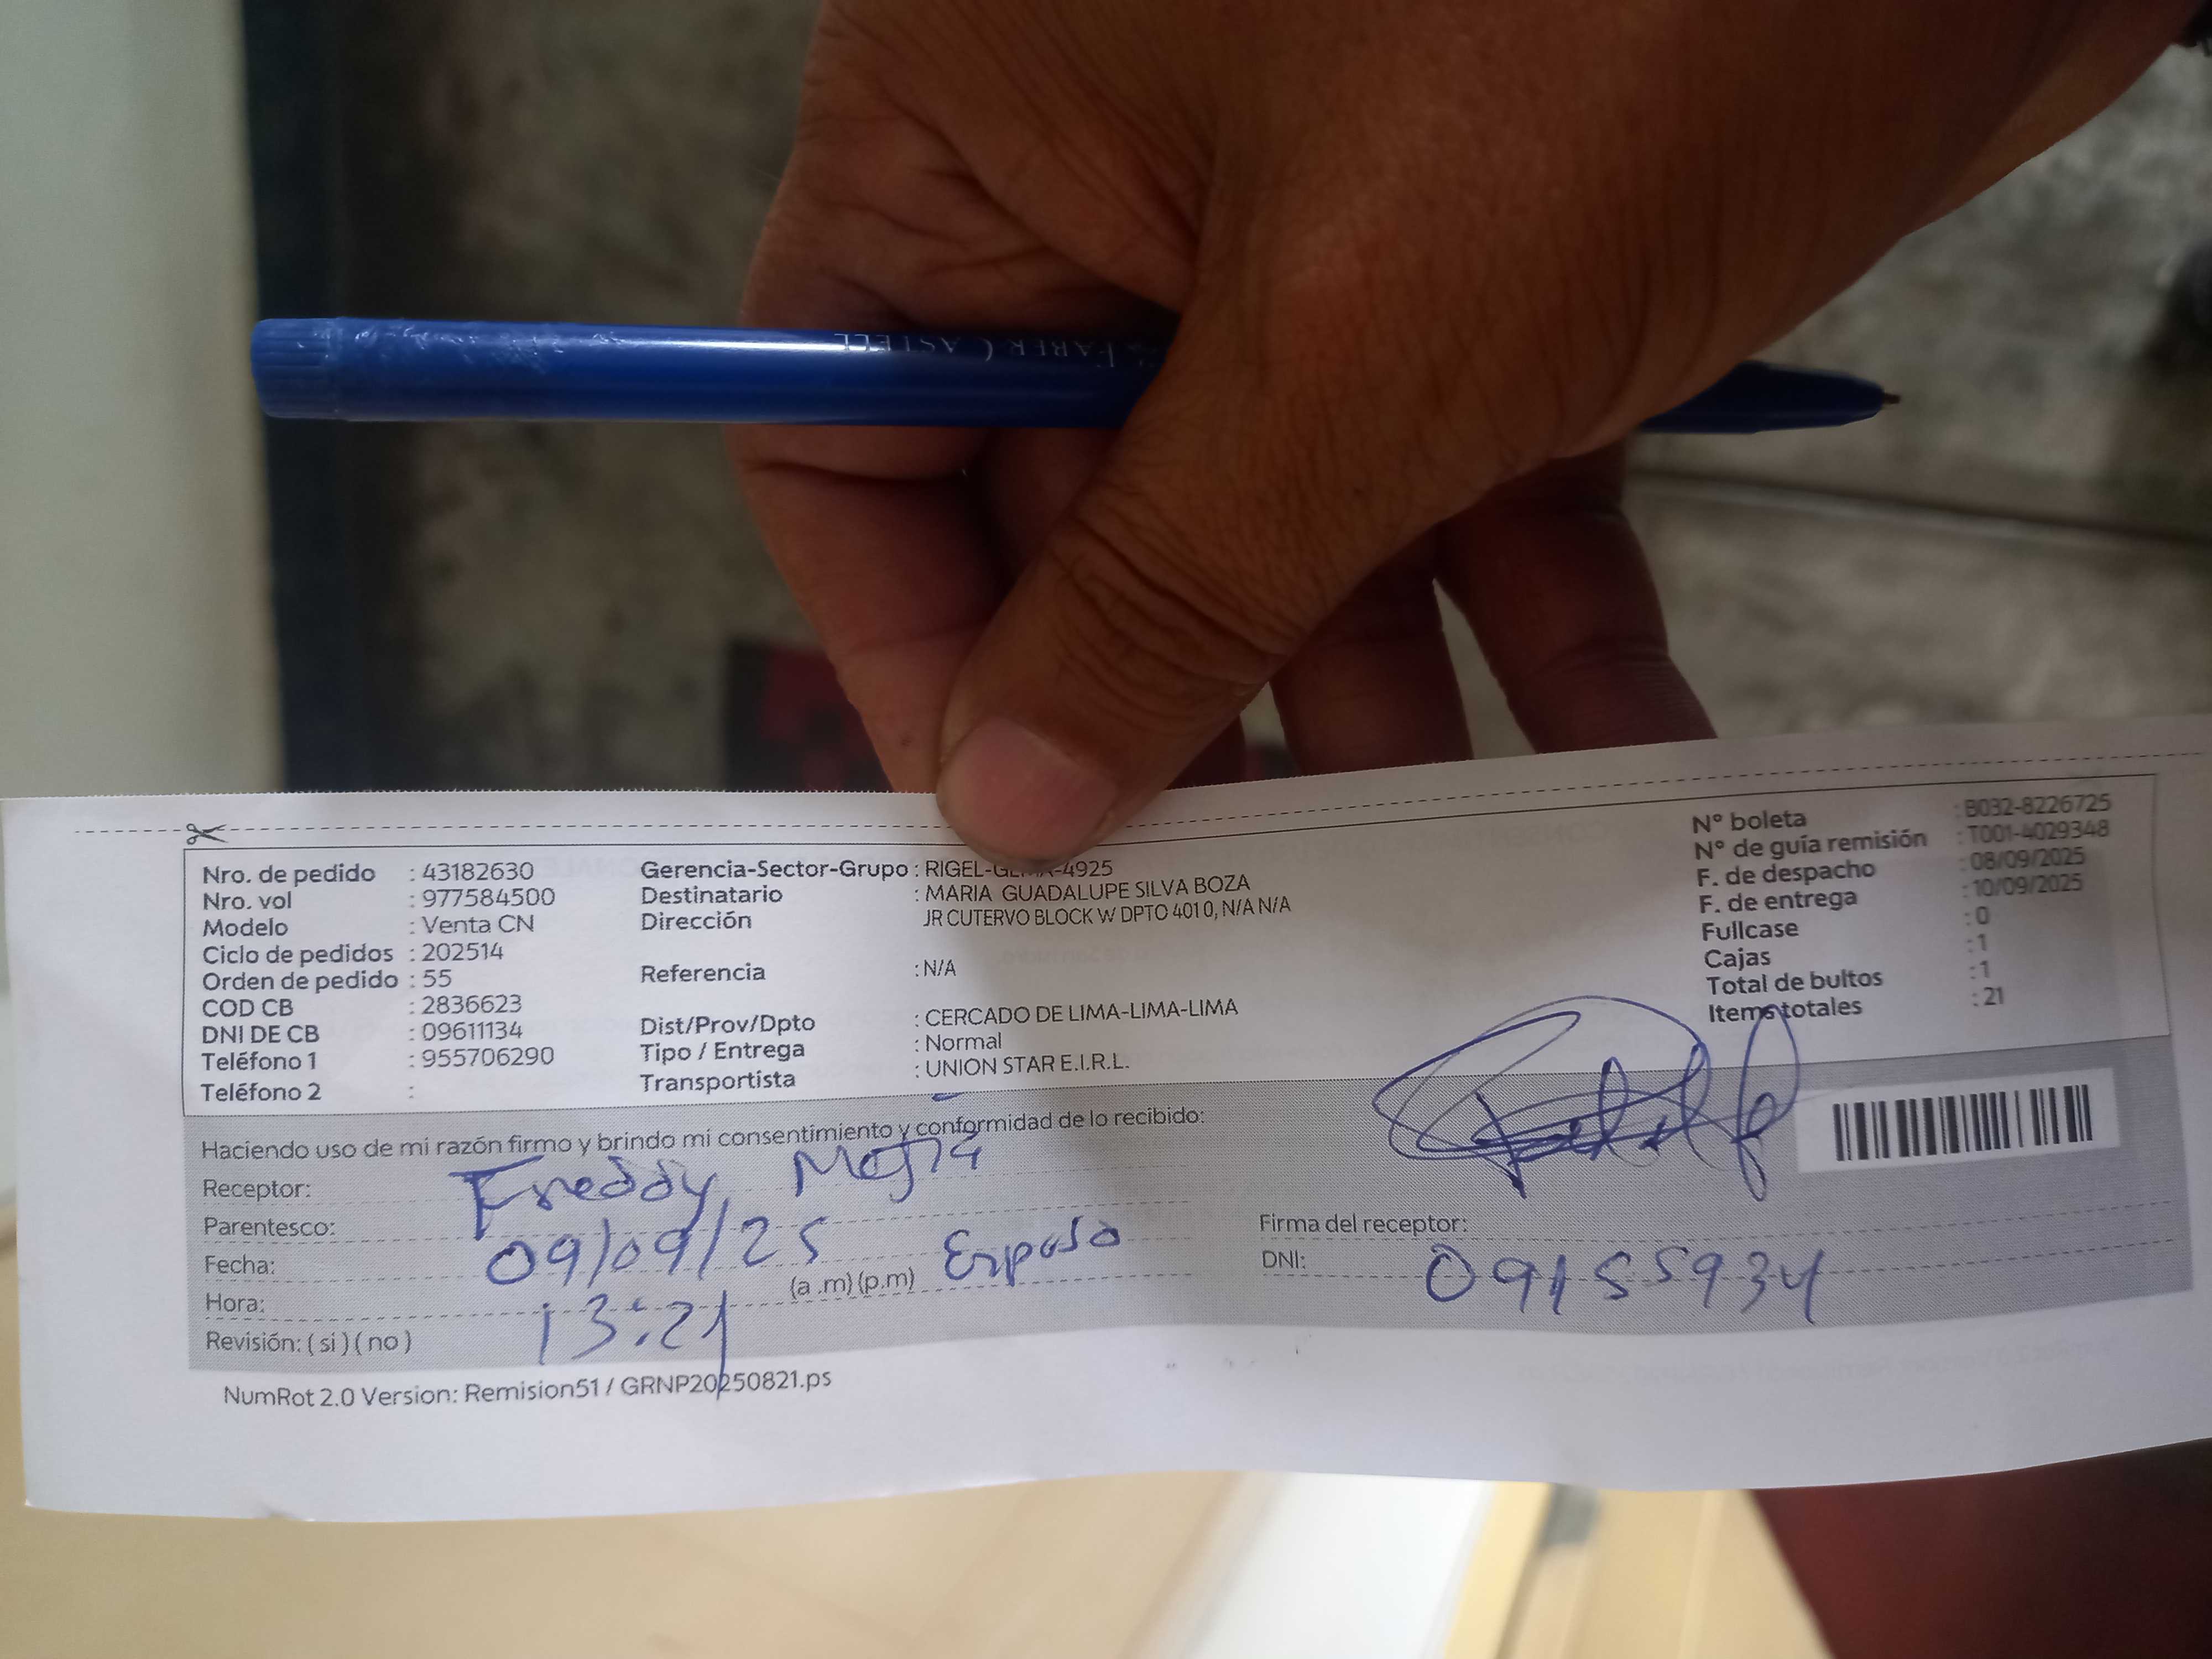 FABER CASTELL
Nro. de pedido : 43182630
Nro. vol : 977584500
Modelo : Venta CN
Ciclo de pedidos : 202514
Orden de pedido : 55
COD CB : 2836623
DNI DE CB : 09611134
Teléfono 1 : 955706290
Teléfono 2 :
Gerencia-Sector-Grupo : RIGEL- -4925
Destinatario : MARIA GUADALUPE SILVA BOZA
Dirección JR CUTERVO BLOCK W DPTO 401 0, N/A N/A
Referencia : N/A
Dist/Prov/Dpto : CERCADO DE LIMA-LIMA-LIMA
Tipo / Entrega : Normal
Transportista : UNION STAR E.I.R.L.
N° boleta : B032-8226725
N° de guía remisión : T001-4029348
F. de despacho : 08/09/2025
F. de entrega : 10/09/2025
Fullcase : 0
Cajas : 1
Total de bultos : 1
Items totales : 21
Haciendo uso de mi razón firmo y brindo mi consentimiento y conformidad de lo recibido:
Receptor: Freddy Mejía
Parentesco: Esposo
Fecha: 09/09/25
Hora: 13:21 (a .m) (p.m)
Revisión: ( si ) ( no )
Firma del receptor:
DNI: 09155934
NumRot 2.0 Version: Remision51 / GRNP20250821.ps